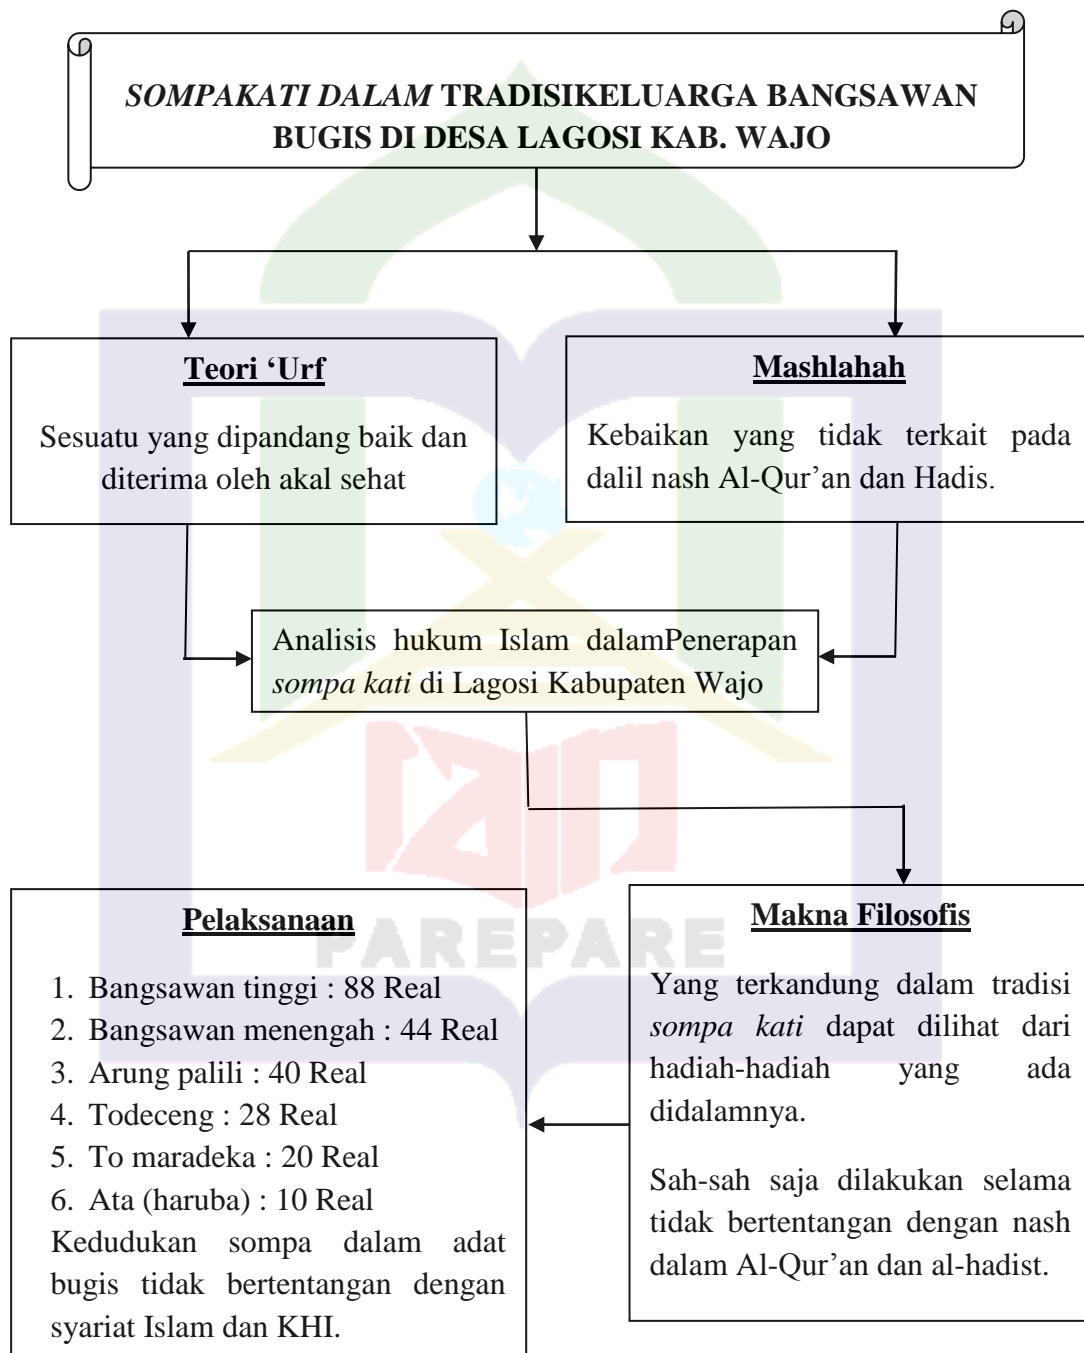 SOMPAKATI DALAM TRADISIKELUARGA BANGSAWAN
BUGIS DI DESA LAGOSI KAB. WAJO
Teori ‘Urf
Sesuatu yang dipandang baik dan
diterima oleh akal sehat
Mashlahah
Kebaikan yang tidak terkait pada
dalil nash Al-Qur’an dan Hadis.
Analisis hukum Islam dalamPenerapan
sompa kati di Lagosi Kabupaten Wajo
Pelaksanaan
1. Bangsawan tinggi : 88 Real
2. Bangsawan menengah : 44 Real
3. Arung palili : 40 Real
4. Todeceng : 28 Real
5. To maradeka : 20 Real
6. Ata (haruba) : 10 Real
Kedudukan sompa dalam adat
bugis tidak bertentangan dengan
syariat Islam dan KHI.
Makna Filosofis
Yang terkandung dalam tradisi
sompa kati dapat dilihat dari
hadiah-hadiah yang ada
didalamnya.
Sah-sah saja dilakukan selama
tidak bertentangan dengan nash
dalam Al-Qur’an dan al-hadist.
iain
PAREPARE